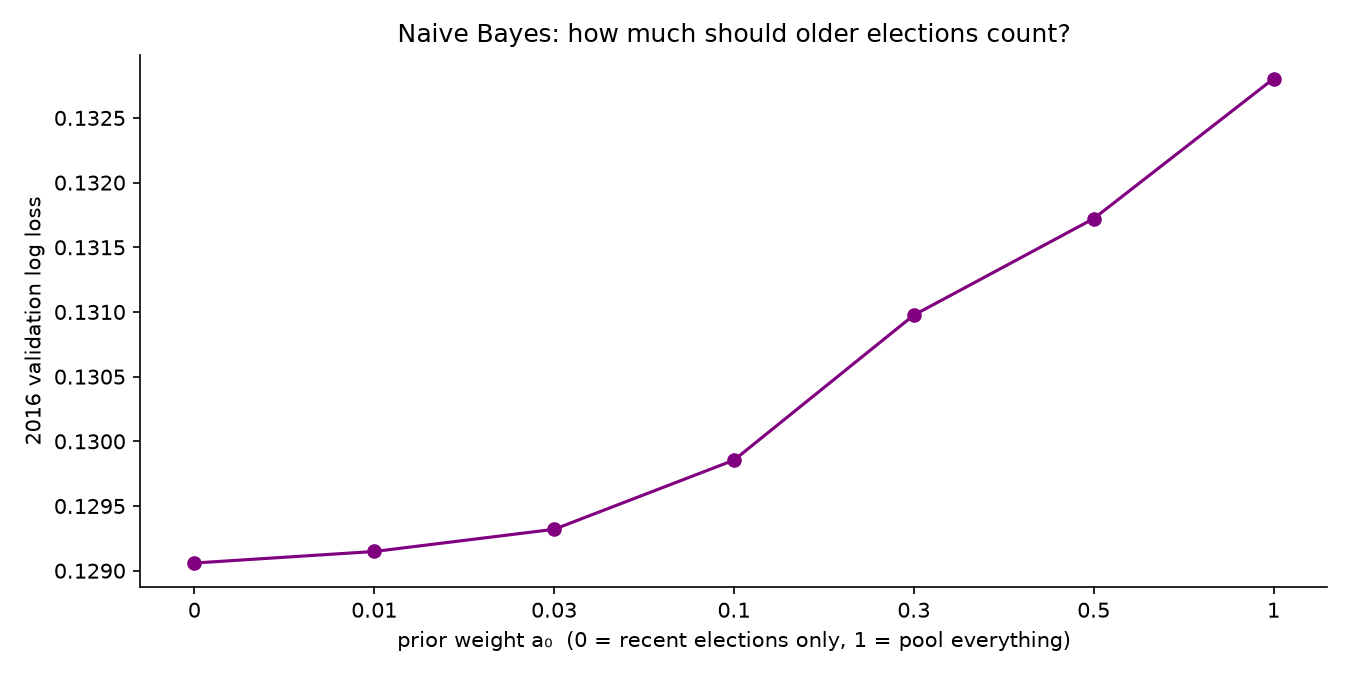 Naive Bayes: how much should older elections count?
2016 validation log loss
0.1325
0.1320
0.1315
0.1310
0.1305
0.1300
0.1295
0.1290
0 0.01 0.03 0.1 0.3 0.5 1
prior weight a₀ (0 = recent elections only, 1 = pool everything)